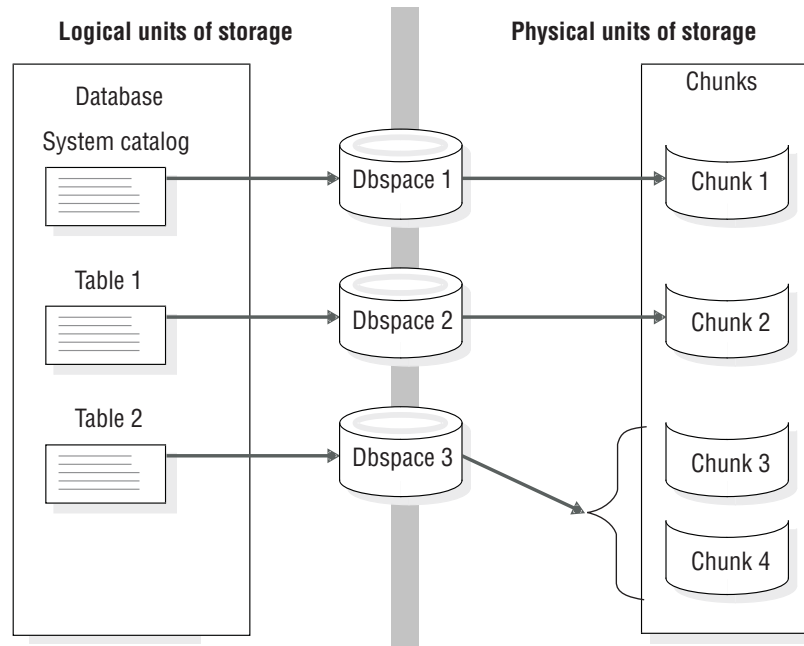 Logical units of storage
Physical units of storage
Database
System catalog
Table 1
Table 2
Dbspace 1
Dbspace 2
Dbspace 3
Chunks
Chunk 1
Chunk 2
Chunk 3
Chunk 4